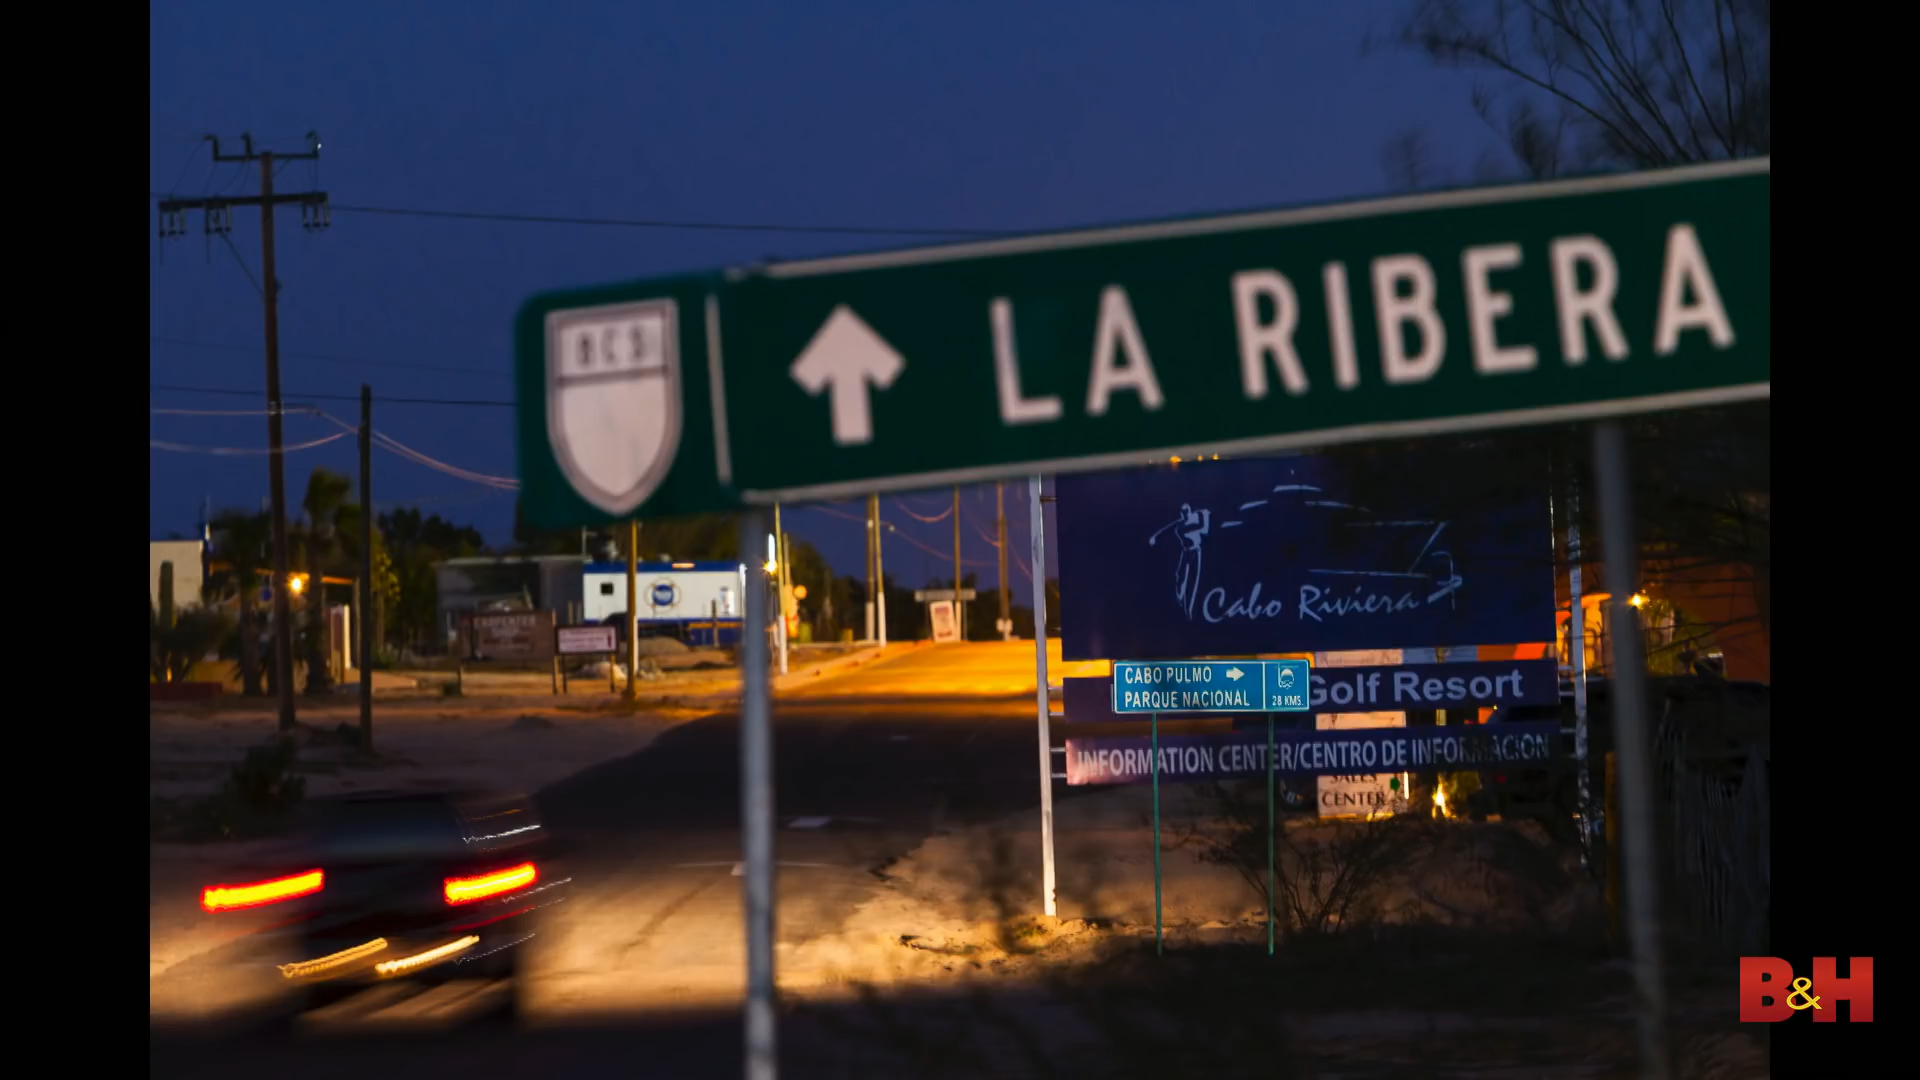 BCS
LA RIBERA
Cabo Riviera
CABO PULMO
PARQUE NACIONAL
28 KMS.
Golf Resort
INFORMATION CENTER/CENTRO DE INFORMACION
SALES
CENTER
CARPENTER
B&H